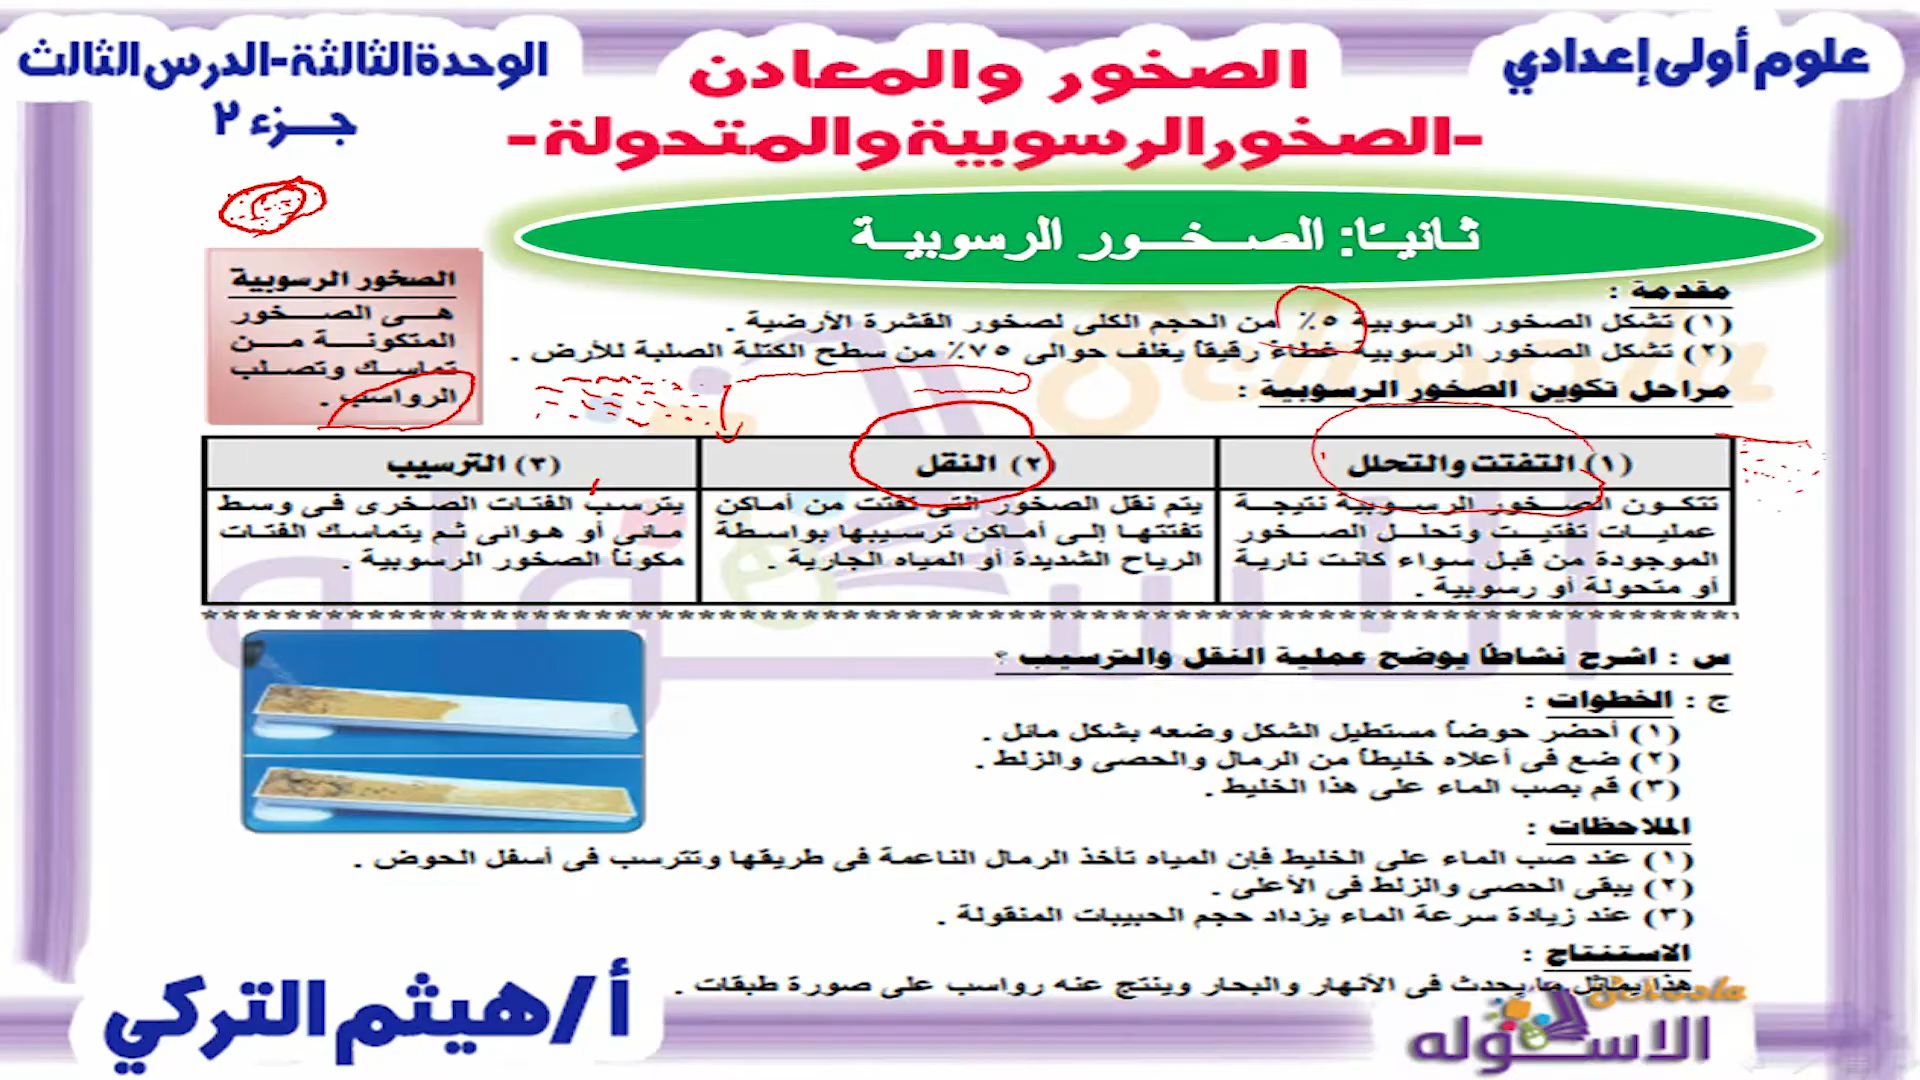 علوم أولى إعدادي
الصخور والمعادن
-الصخور الرسوبية والمتحولة-
الوحدة الثالثة-الدرس الثالث
جزء ٢
ثانيًا: الصخور الرسوبية
الصخور الرسوبية
هى الصخور
المتكونة من
تماسك وتصلب
الرواسب .
مقدمة :
(١) تشكل الصخور الرسوبية ٥٪ من الحجم الكلى لصخور القشرة الأرضية .
(٢) تشكل الصخور الرسوبية غطاءً رقيقاً يغلف حوالى ٧٥٪ من سطح الكتلة الصلبة للأرض .
مراحل تكوين الصخور الرسوبية :
(١) التفتت والتحلل
تتكون الصخور الرسوبية نتيجة
عمليات تفتيت وتحلل الصخور
الموجودة من قبل سواء كانت نارية
أو متحولة أو رسوبية .
(٢) النقل
يتم نقل الصخور التى تفتت من أماكن
تفتتها إلى أماكن ترسيبها بواسطة
الرياح الشديدة أو المياه الجارية .
(٣) الترسيب
يترسب الفتات الصخرى فى وسط
مائى أو هوائى ثم يتماسك الفتات
مكوناً الصخور الرسوبية .
****************************************
س : اشرح نشاطاً يوضح عملية النقل والترسيب ؟
ج : الخطوات :
(١) أحضر حوضاً مستطيل الشكل وضعه بشكل مائل .
(٢) ضع فى أعلاه خليطاً من الرمال والحصى والزلط .
(٣) قم بصب الماء على هذا الخليط .
الملاحظات :
(١) عند صب الماء على الخليط فإن المياه تأخذ الرمال الناعمة فى طريقها وتترسب فى أسفل الحوض .
(٢) يبقى الحصى والزلط فى الأعلى .
(٣) عند زيادة سرعة الماء يزداد حجم الحبيبات المنقولة .
الاستنتاج :
هذا يماثل ما يحدث فى الأنهار والبحار وينتج عنه رواسب على صورة طبقات .
أ/هيثم التركي
Schoola
الاسكوله